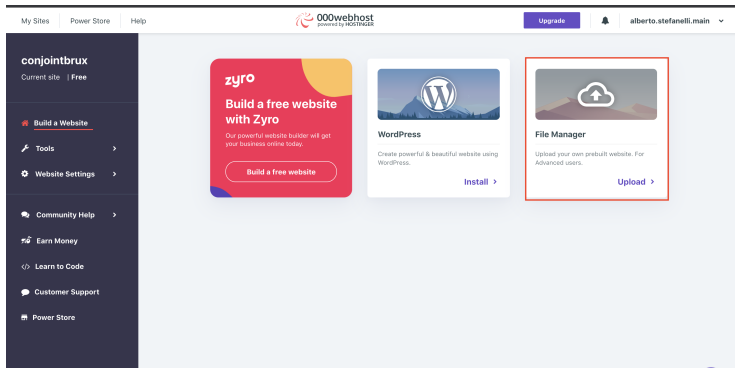 My Sites
Power Store
Help
000webhost
powered by HOSTINGER
Upgrade
alberto.stefanelli.main
conjointbrux
Current site | Free
Build a Website
Tools
Website Settings
Community Help
Earn Money
</> Learn to Code
Customer Support
Power Store
zyro
Build a free website
with Zyro
Our powerful website builder will get
your business online today.
Build a free website
WordPress
Create powerful & beautiful website using
WordPress.
Install >
File Manager
Upload your own prebuilt website. For
Advanced users.
Upload >